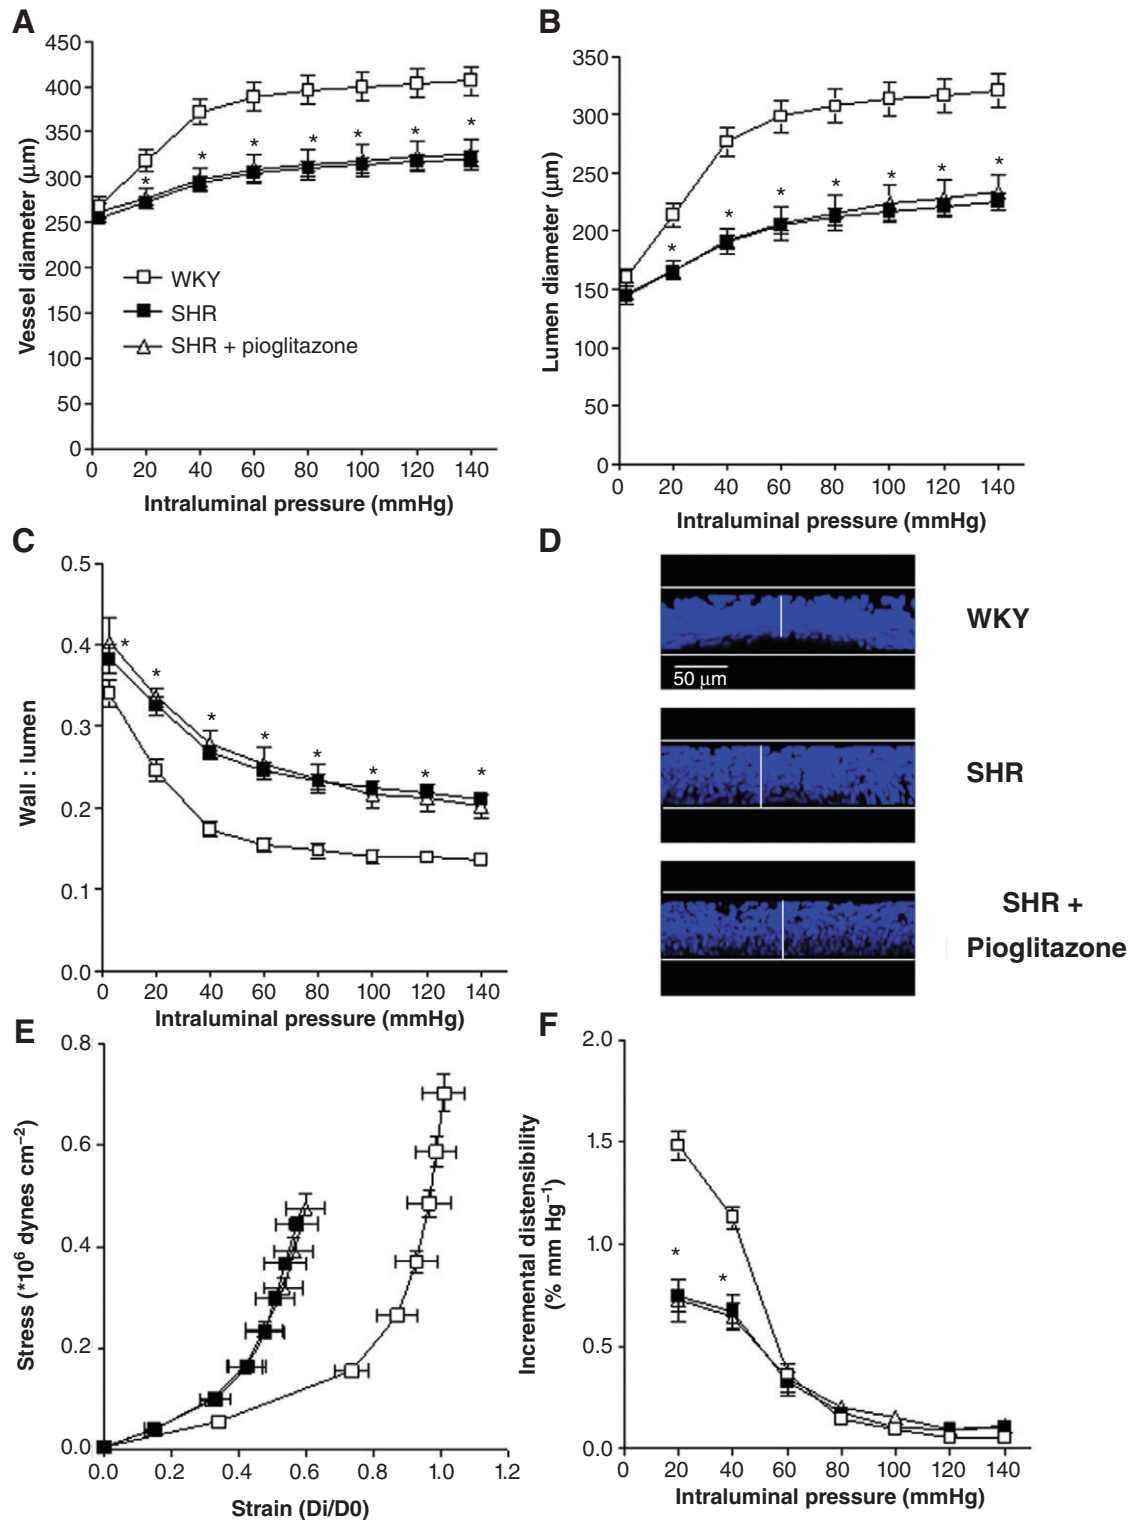 A
450
400
350
300
250
200
150
100
50
0
Vessel diameter (µm)
* * * * * * *
WKY
SHR
SHR + pioglitazone
0 20 40 60 80 100 120 140
Intraluminal pressure (mmHg)
B
350
300
250
200
150
100
50
0
Lumen diameter (µm)
* * * * * * *
0 20 40 60 80 100 120 140
Intraluminal pressure (mmHg)
C
0.5
0.4
0.3
0.2
0.1
0.0
Wall : lumen
* * * * * * * *
0 20 40 60 80 100 120 140
Intraluminal pressure (mmHg)
D
WKY
50 µm
SHR
SHR +
Pioglitazone
E
0.8
0.6
0.4
0.2
0.0
Stress (*10⁶ dynes cm⁻²)
0.0 0.2 0.4 0.6 0.8 1.0 1.2
Strain (Di/D0)
F
2.0
1.5
1.0
0.5
0.0
Incremental distensibility
(% mm Hg⁻¹)
* *
0 20 40 60 80 100 120 140
Intraluminal pressure (mmHg)